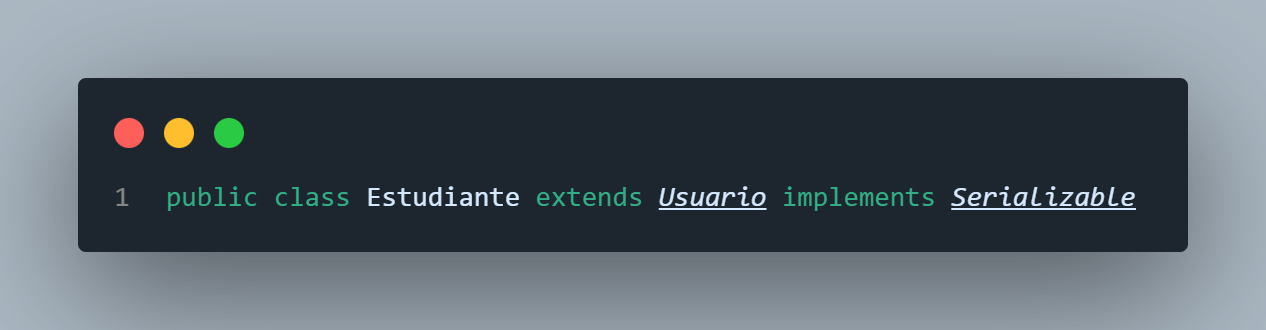 1 public class Estudiante extends Usuario implements Serializable